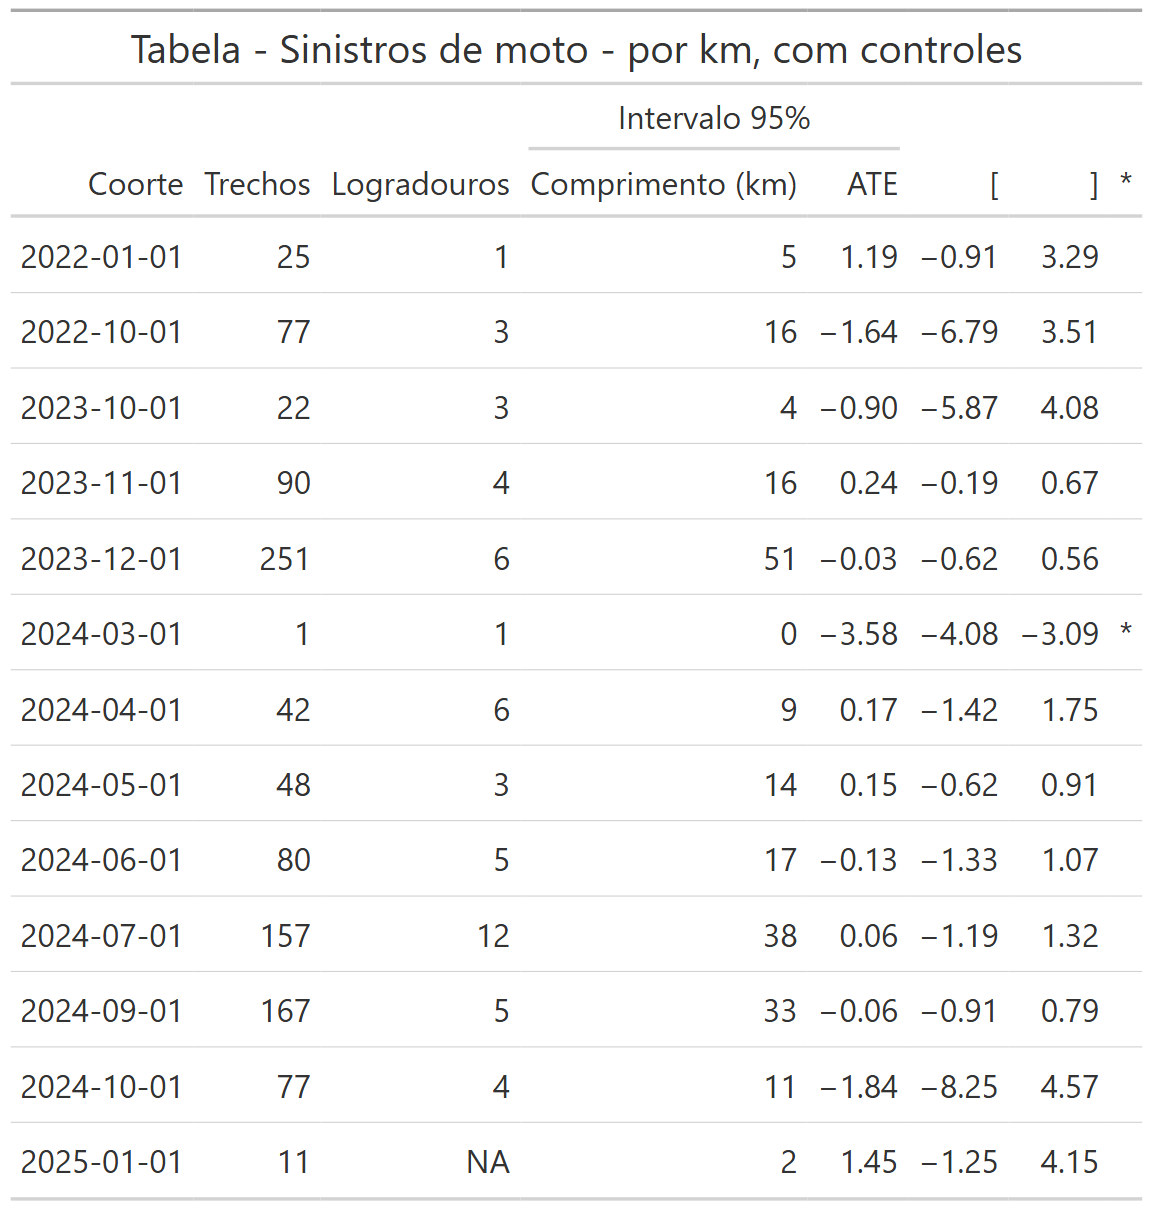 Tabela - Sinistros de moto - por km, com controles
Intervalo 95%
Coorte Trechos Logradouros Comprimento (km) ATE [ ] *
2022-01-01 25 1 5 1.19 −0.91 3.29
2022-10-01 77 3 16 −1.64 −6.79 3.51
2023-10-01 22 3 4 −0.90 −5.87 4.08
2023-11-01 90 4 16 0.24 −0.19 0.67
2023-12-01 251 6 51 −0.03 −0.62 0.56
2024-03-01 1 1 0 −3.58 −4.08 −3.09 *
2024-04-01 42 6 9 0.17 −1.42 1.75
2024-05-01 48 3 14 0.15 −0.62 0.91
2024-06-01 80 5 17 −0.13 −1.33 1.07
2024-07-01 157 12 38 0.06 −1.19 1.32
2024-09-01 167 5 33 −0.06 −0.91 0.79
2024-10-01 77 4 11 −1.84 −8.25 4.57
2025-01-01 11 NA 2 1.45 −1.25 4.15